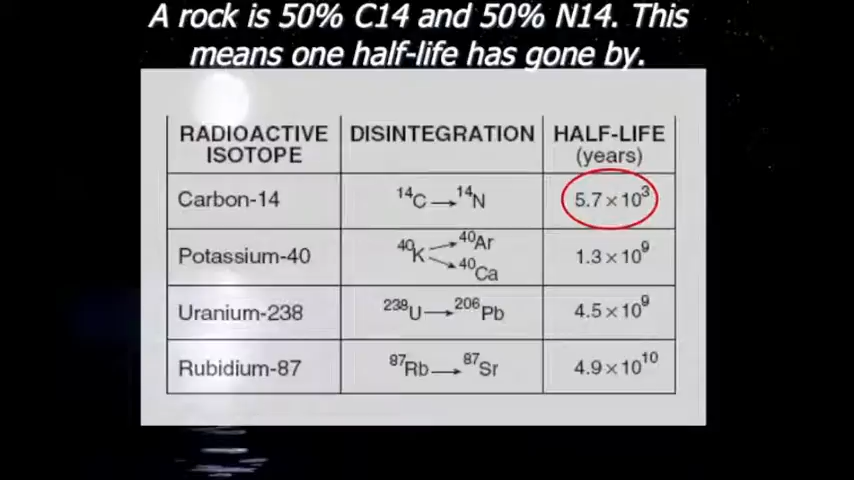 A rock is 50% C14 and 50% N14. This
means one half-life has gone by.
RADIOACTIVE ISOTOPE DISINTEGRATION HALF-LIFE (years)
Carbon-14 ¹⁴C → ¹⁴N 5.7 × 10³
Potassium-40 ⁴⁰K → ⁴⁰Ar → ⁴⁰Ca 1.3 × 10⁹
Uranium-238 ²³⁸U → ²⁰⁶Pb 4.5 × 10⁹
Rubidium-87 ⁸⁷Rb → ⁸⁷Sr 4.9 × 10¹⁰